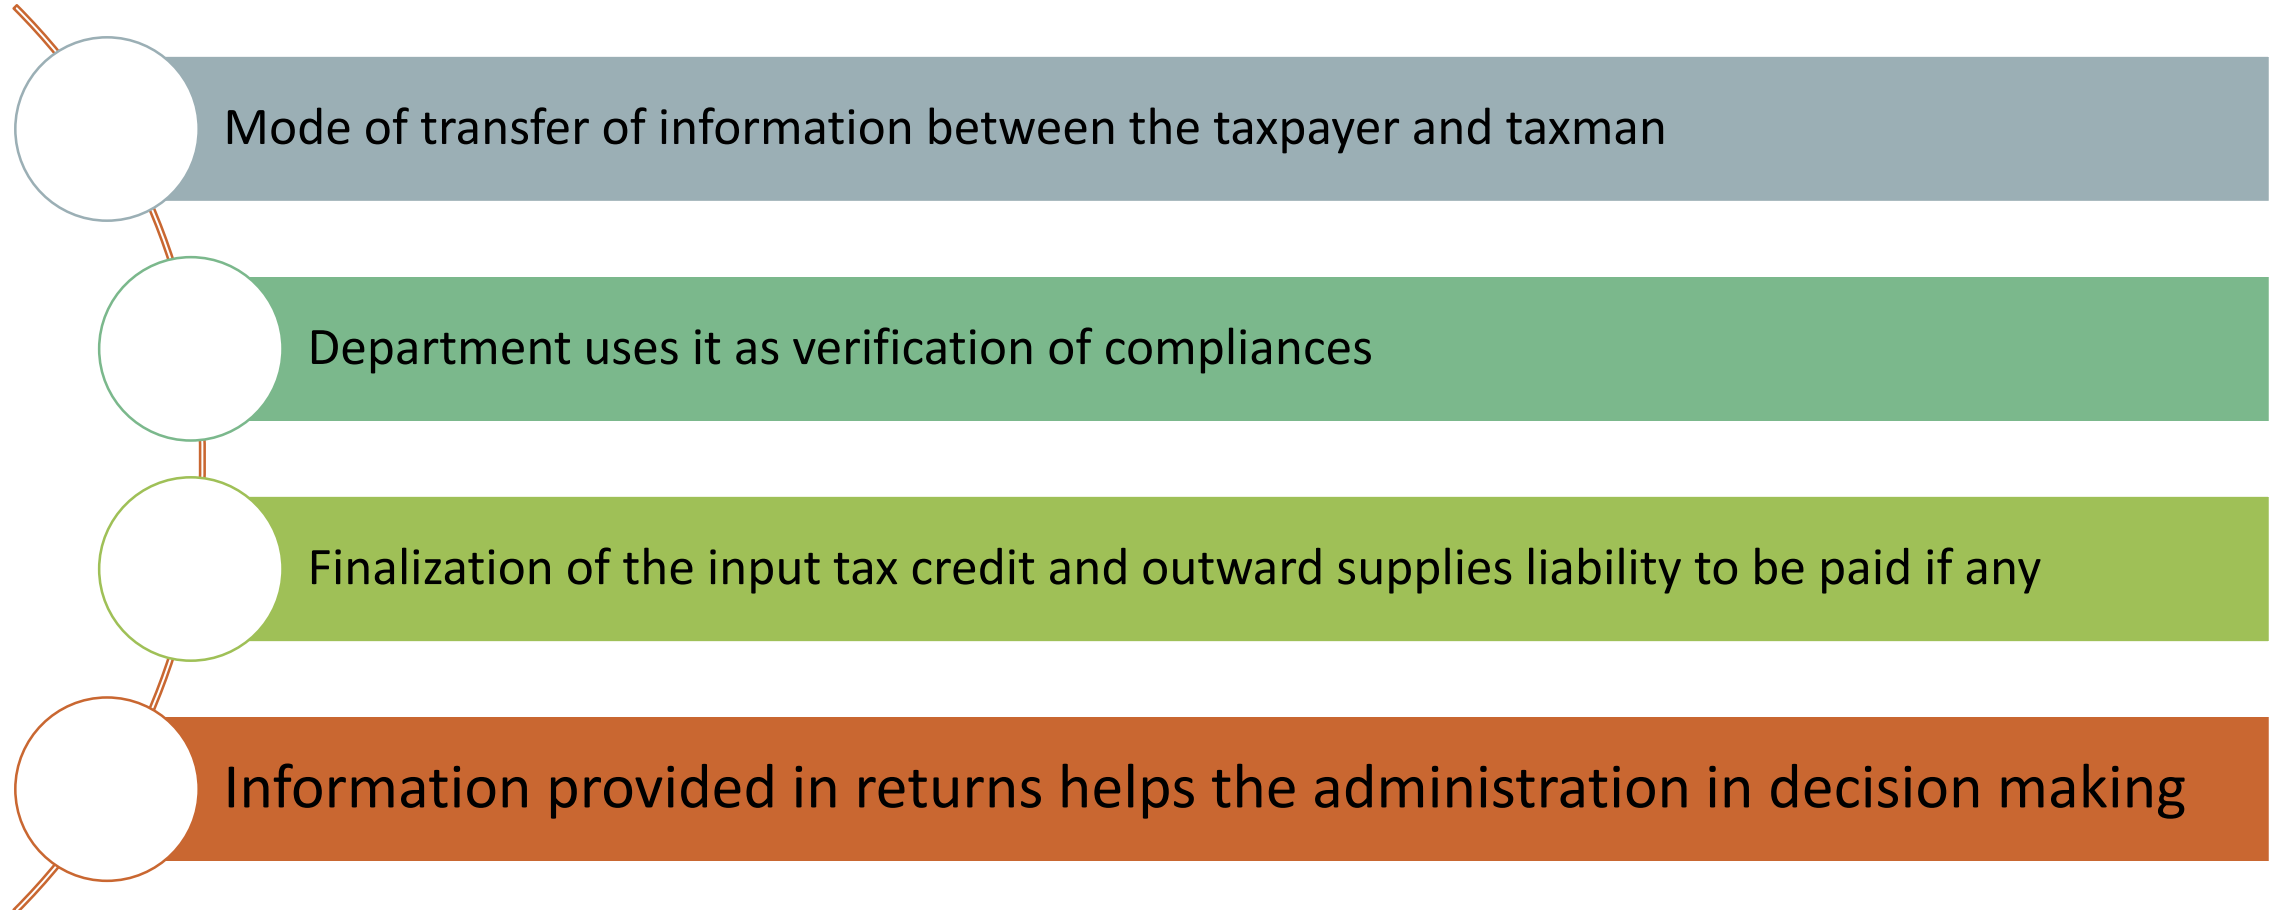 Mode of transfer of information between the taxpayer and taxman
Department uses it as verification of compliances
Finalization of the input tax credit and outward supplies liability to be paid if any
Information provided in returns helps the administration in decision making